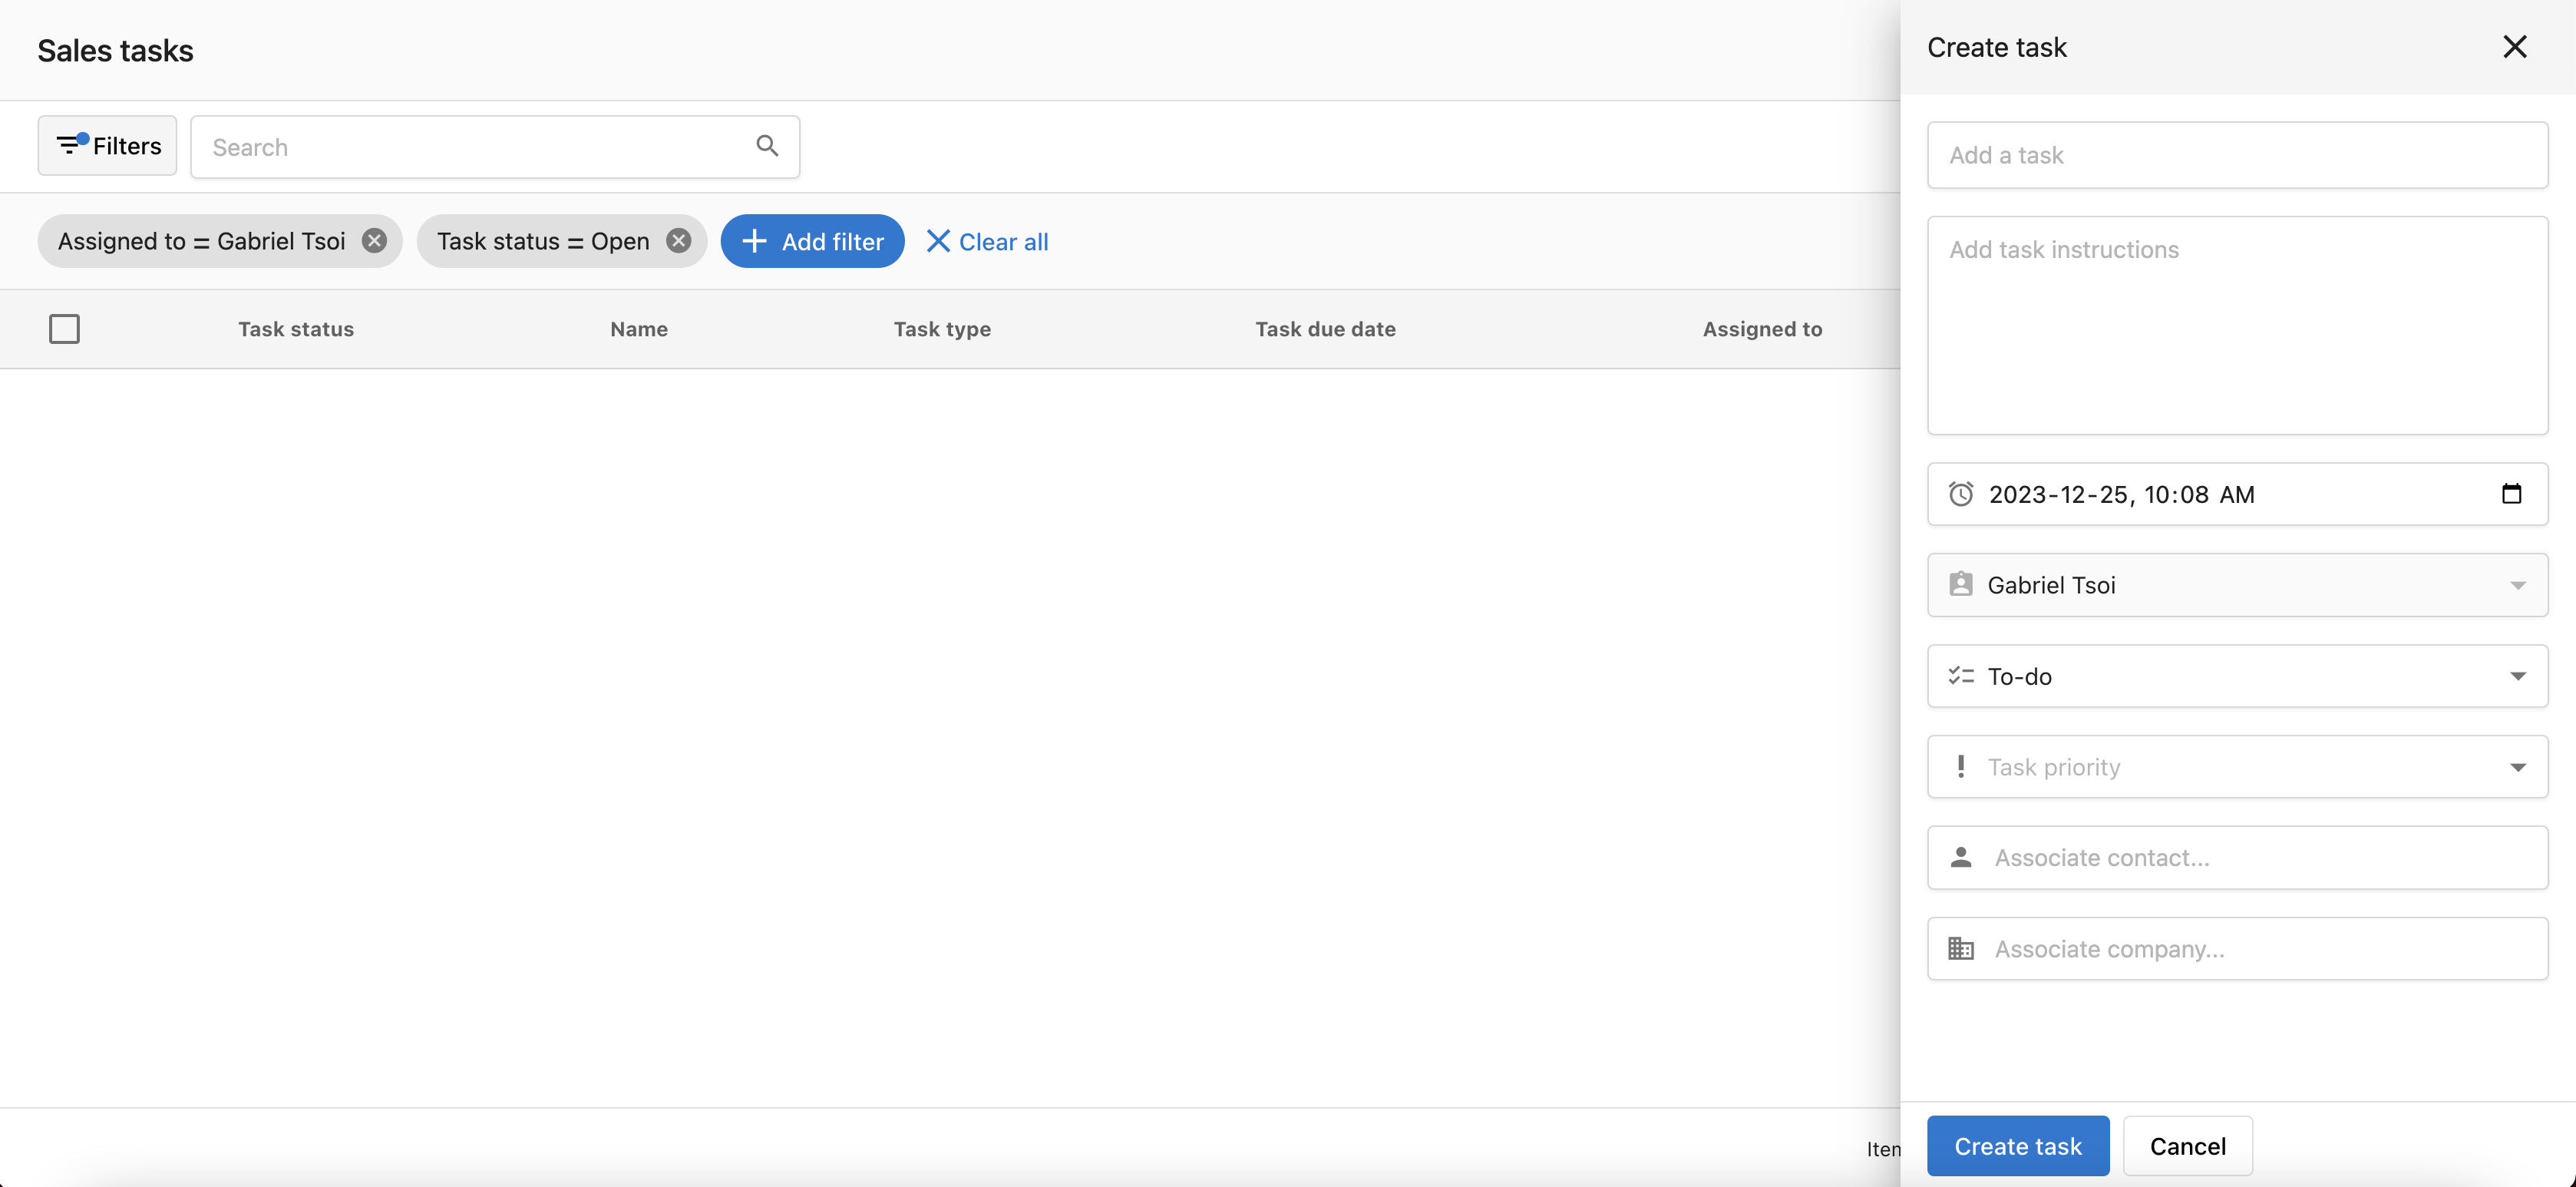 Sales tasks
Filters
Search
Assigned to = Gabriel Tsoi
Task status = Open
Add filter
Clear all
Task status
Name
Task type
Task due date
Assigned to
Create task
Add a task
Add task instructions
2023-12-25, 10:08 AM
Gabriel Tsoi
To-do
Task priority
Associate contact...
Associate company...
Create task
Cancel